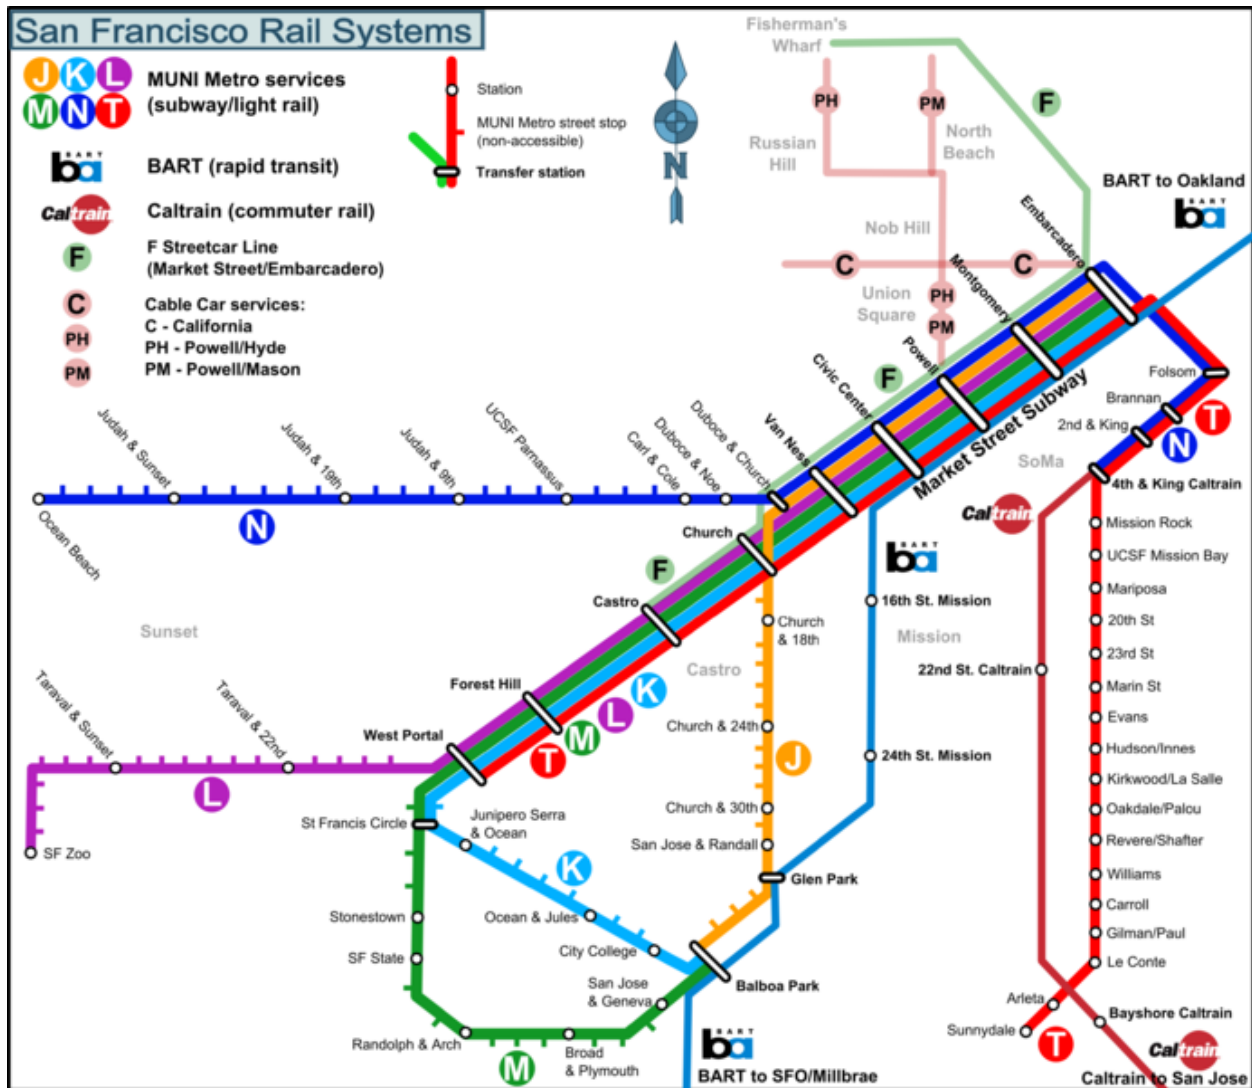 San Francisco Rail Systems
J K L
M N T
MUNI Metro services
(subway/light rail)
BART
ba
BART (rapid transit)
Caltrain
Caltrain (commuter rail)
F
F Streetcar Line
(Market Street/Embarcadero)
C
PH
PM
Cable Car services:
C - California
PH - Powell/Hyde
PM - Powell/Mason
Station
MUNI Metro street stop
(non-accessible)
Transfer station
N
Fisherman's
Wharf
PH
PM
F
Russian
Hill
North
Beach
BART to Oakland
BART
ba
Nob Hill
C
C
Union
Square
PH
PM
Embarcadero
Montgomery
Powell
Civic Center
Van Ness
F
Market Street Subway
Folsom
Brannan
2nd & King
T
N
SoMa
4th & King Caltrain
Caltrain
Judah & Sunset
Judah & 19th
Judah & 9th
UCSF Parnassus
Carl & Cole
Duboce & Noe
Duboce & Church
N
Ocean Beach
Church
F
Castro
BART
ba
Mission Rock
UCSF Mission Bay
Mariposa
20th St
23rd St
Marin St
Evans
Hudson/Innes
Kirkwood/La Salle
Oakdale/Palcu
Revere/Shafter
Williams
Carroll
Gilman/Paul
Le Conte
Arleta
Sunnydale
T
16th St. Mission
Mission
22nd St. Caltrain
24th St. Mission
Sunset
Church
& 18th
Castro
Church & 24th
J
Church & 30th
San Jose & Randall
Glen Park
Forest Hill
K
L
M
T
West Portal
Taraval & Sunset
Taraval & 22nd
L
SF Zoo
St Francis Circle
Junipero Serra
& Ocean
K
Ocean & Jules
City College
Stonestown
SF State
San Jose
& Geneva
Balboa Park
Randolph & Arch
Broad
& Plymouth
M
BART
ba
BART to SFO/Millbrae
Bayshore Caltrain
Caltrain
Caltrain to San Jose